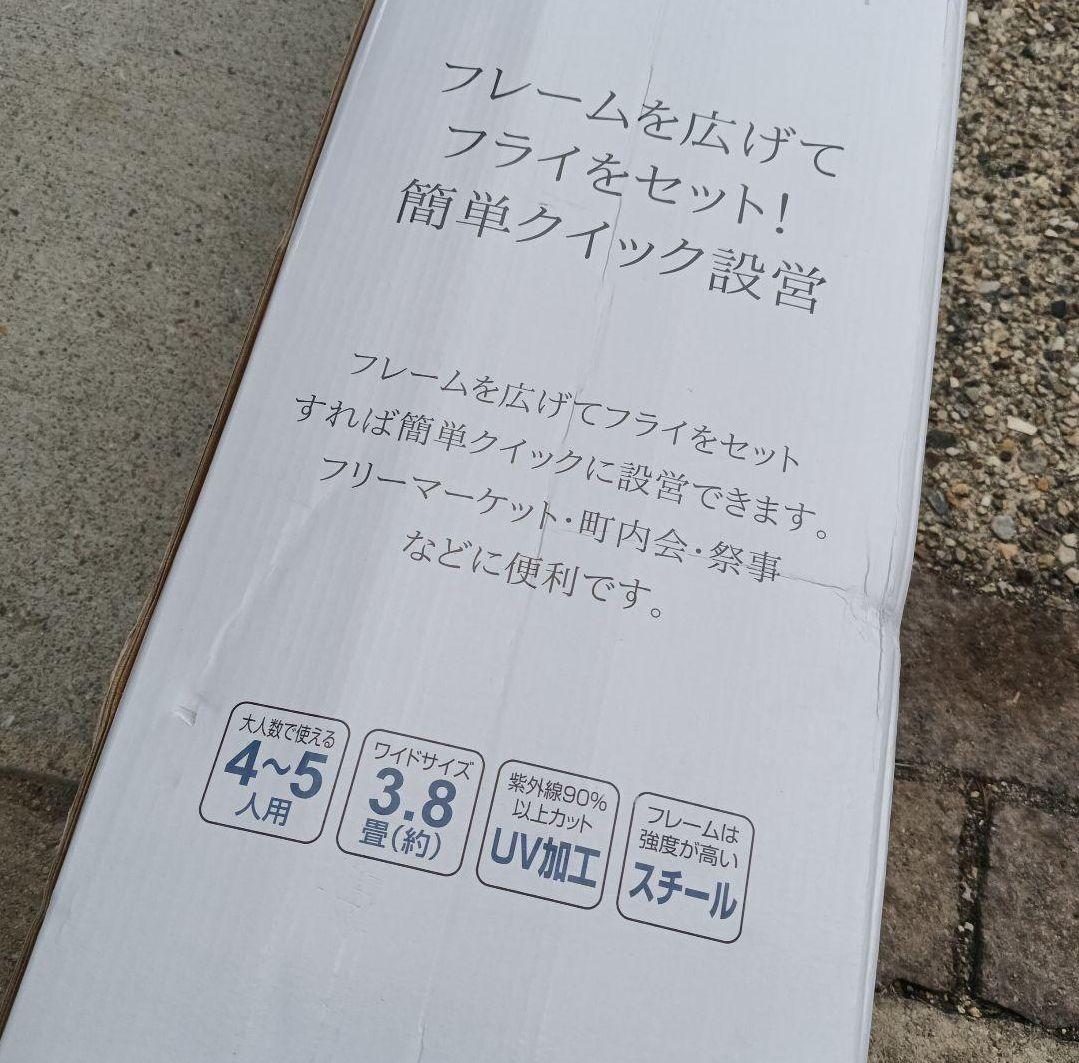 フレームを広げて
フライをセット!
簡単クイック設営
フレームを広げてフライをセット
すれば簡単クイックに設営できます。
フリーマーケット・町内会・祭事
などに便利です。
大人数で使える
4～5
人用
ワイドサイズ
3.8
畳(約)
紫外線90%
以上カット
UV加工
フレームは
強度が高い
スチール